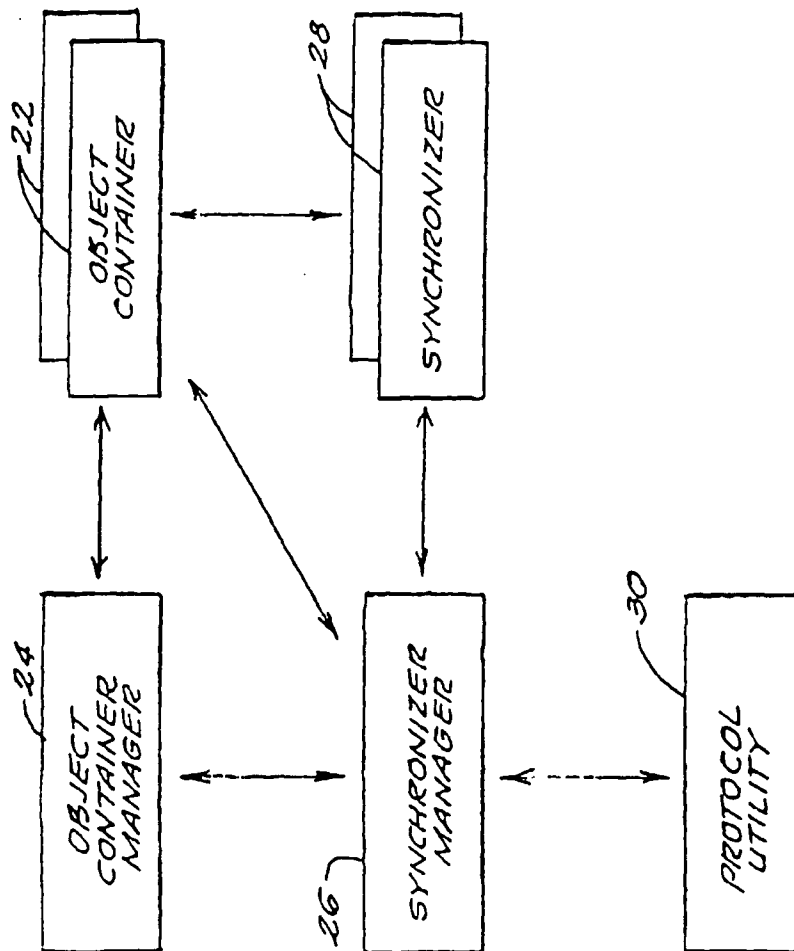 24
OBJECT
CONTAINER
MANAGER
22
OBJECT
CONTAINER
26
SYNCHRONIZER
MANAGER
28
SYNCHRONIZER
30
PROTOCOL
UTILITY